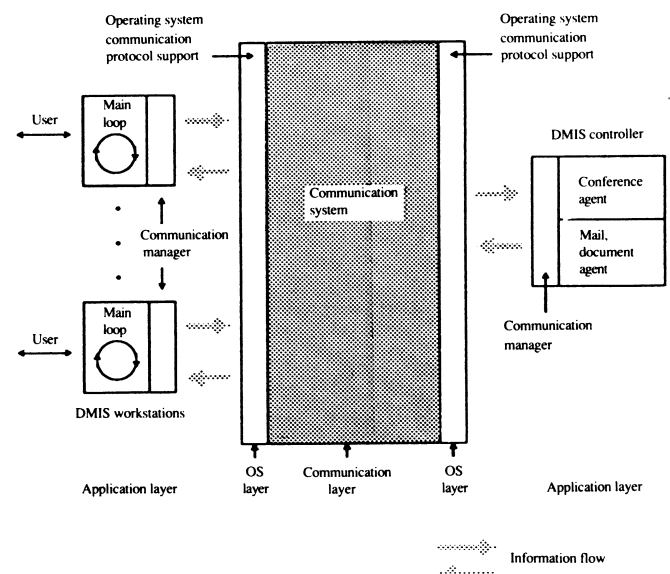 Operating system
communication
protocol support
Operating system
communication
protocol support
User
Main
loop
DMIS controller
Conference
agent
Mail,
document
agent
Communication
system
Communication
manager
Communication
manager
User
Main
loop
DMIS workstations
OS
layer
Communication
layer
OS
layer
Application layer
Application layer
Information flow